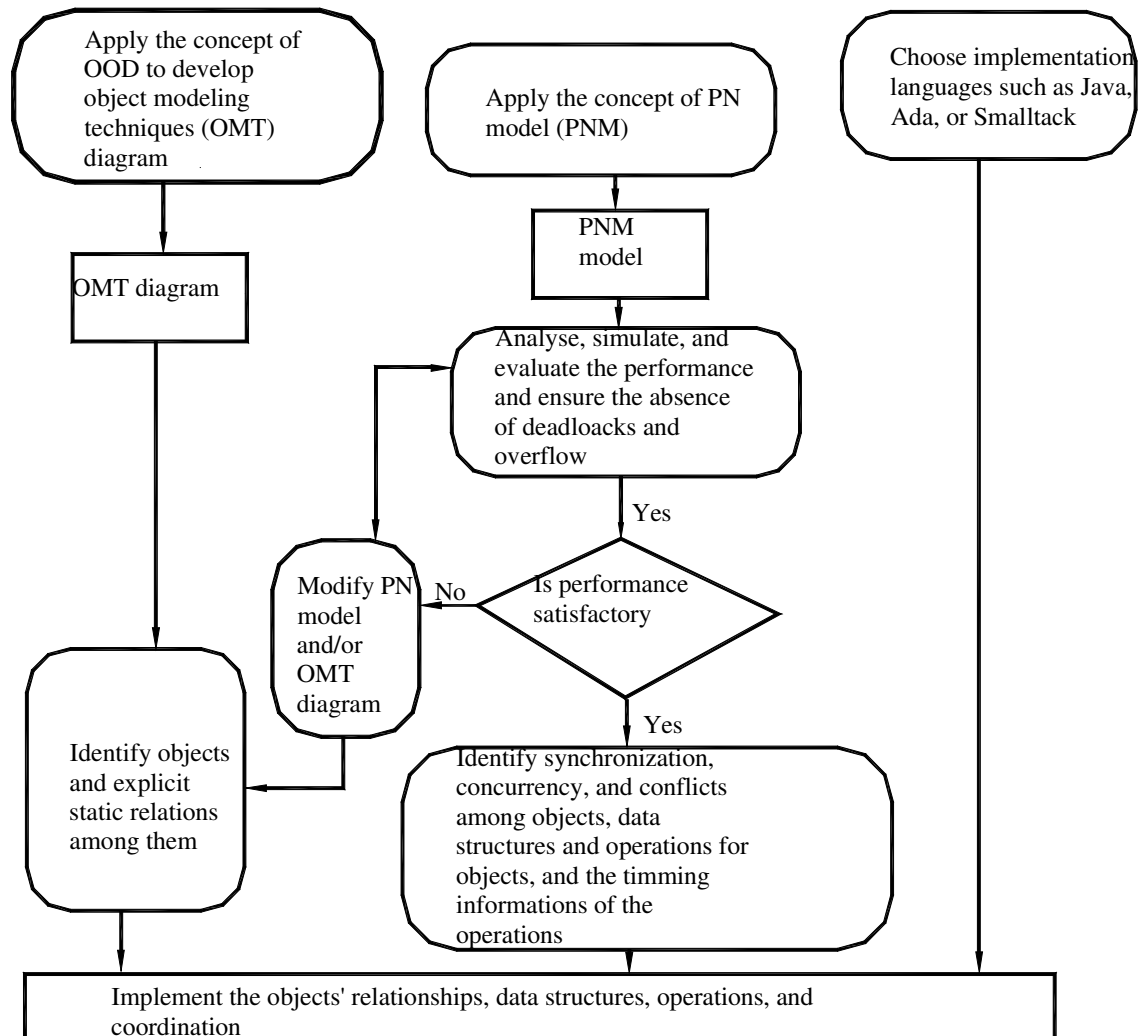 Apply the concept of
OOD to develop
object modeling
techniques (OMT)
diagram
Apply the concept of PN
model (PNM)
Choose implementation
languages such as Java,
Ada, or Smalltack
PNM
model
OMT diagram
Analyse, simulate, and
evaluate the performance
and ensure the absence
of deadloacks and
overflow
Yes
Is performance
satisfactory
No
Modify PN
model
and/or
OMT
diagram
Yes
Identify objects
and explicit
static relations
among them
Identify synchronization,
concurrency, and conflicts
among objects, data
structures and operations for
objects, and the timming
informations of the
operations
Implement the objects' relationships, data structures, operations, and
coordination